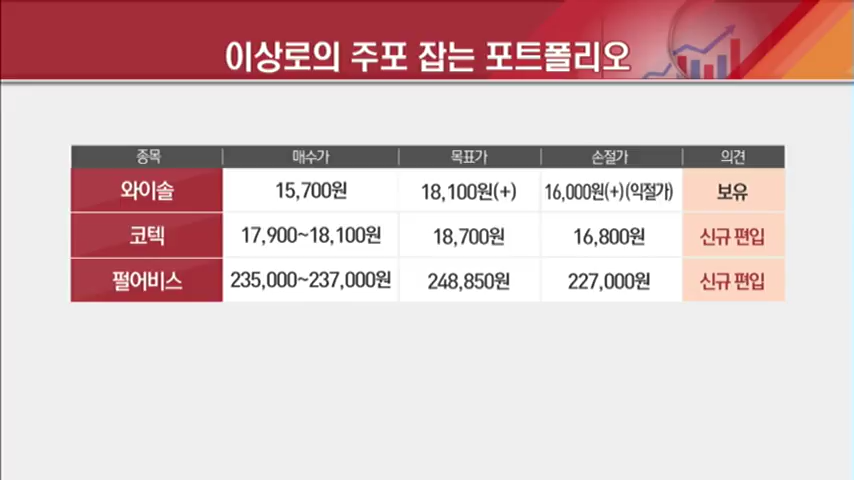 이상로의 주포 잡는 포트폴리오
종목 매수가 목표가 손절가 의견
와이솔 15,700원 18,100원(+) 16,000원(+)(익절가) 보유
코텍 17,900~18,100원 18,700원 16,800원 신규 편입
펄어비스 235,000~237,000원 248,850원 227,000원 신규 편입